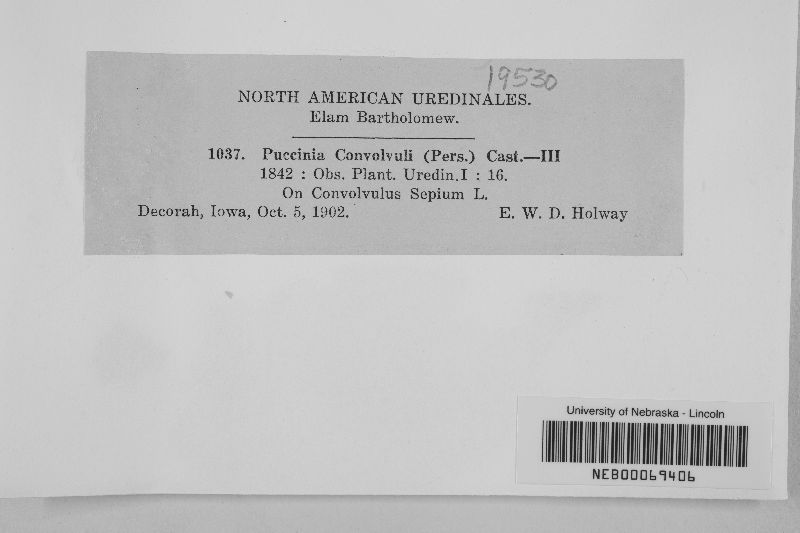 19530
NORTH AMERICAN UREDINALES.
Elam Bartholomew.
1037. Puccinia Convolvuli (Pers.) Cast.—III
1842 : Obs. Plant. Uredin. I : 16.
On Convolvulus Sepium L.
Decorah, Iowa, Oct. 5, 1902. E. W. D. Holway
University of Nebraska - Lincoln
NEB00069406